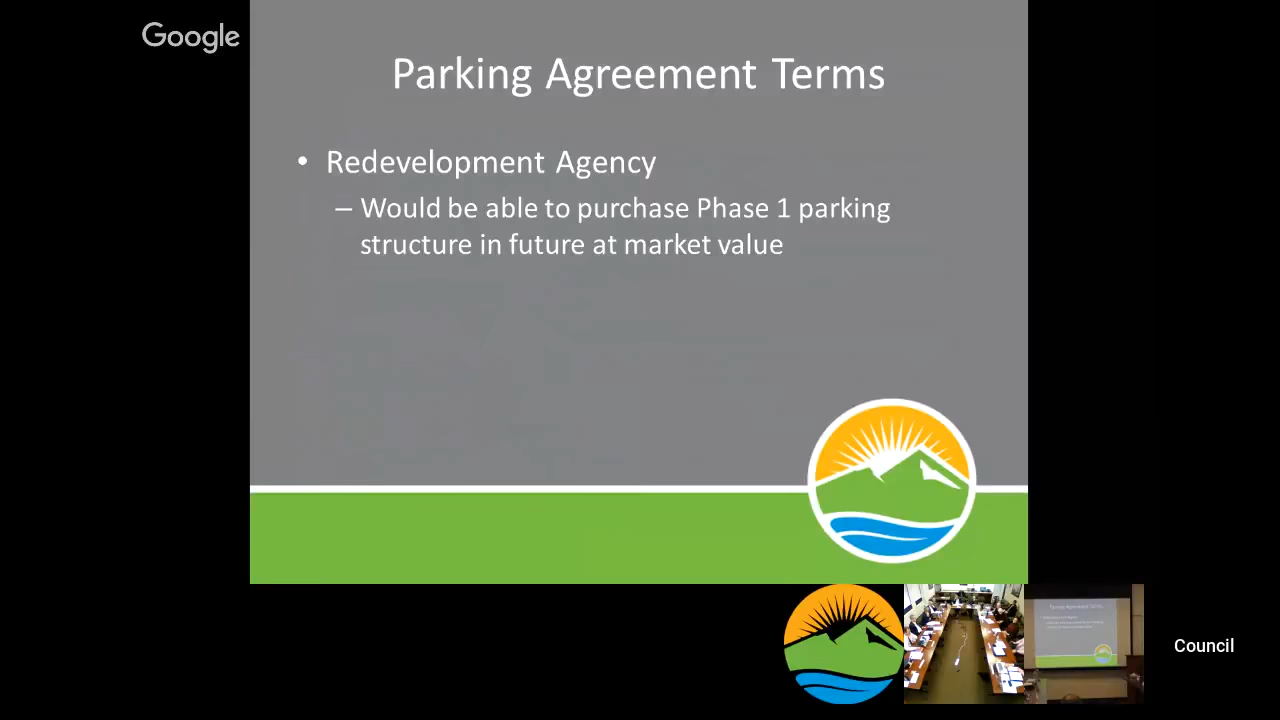 Google
Parking Agreement Terms
• Redevelopment Agency
– Would be able to purchase Phase 1 parking
structure in future at market value
Council